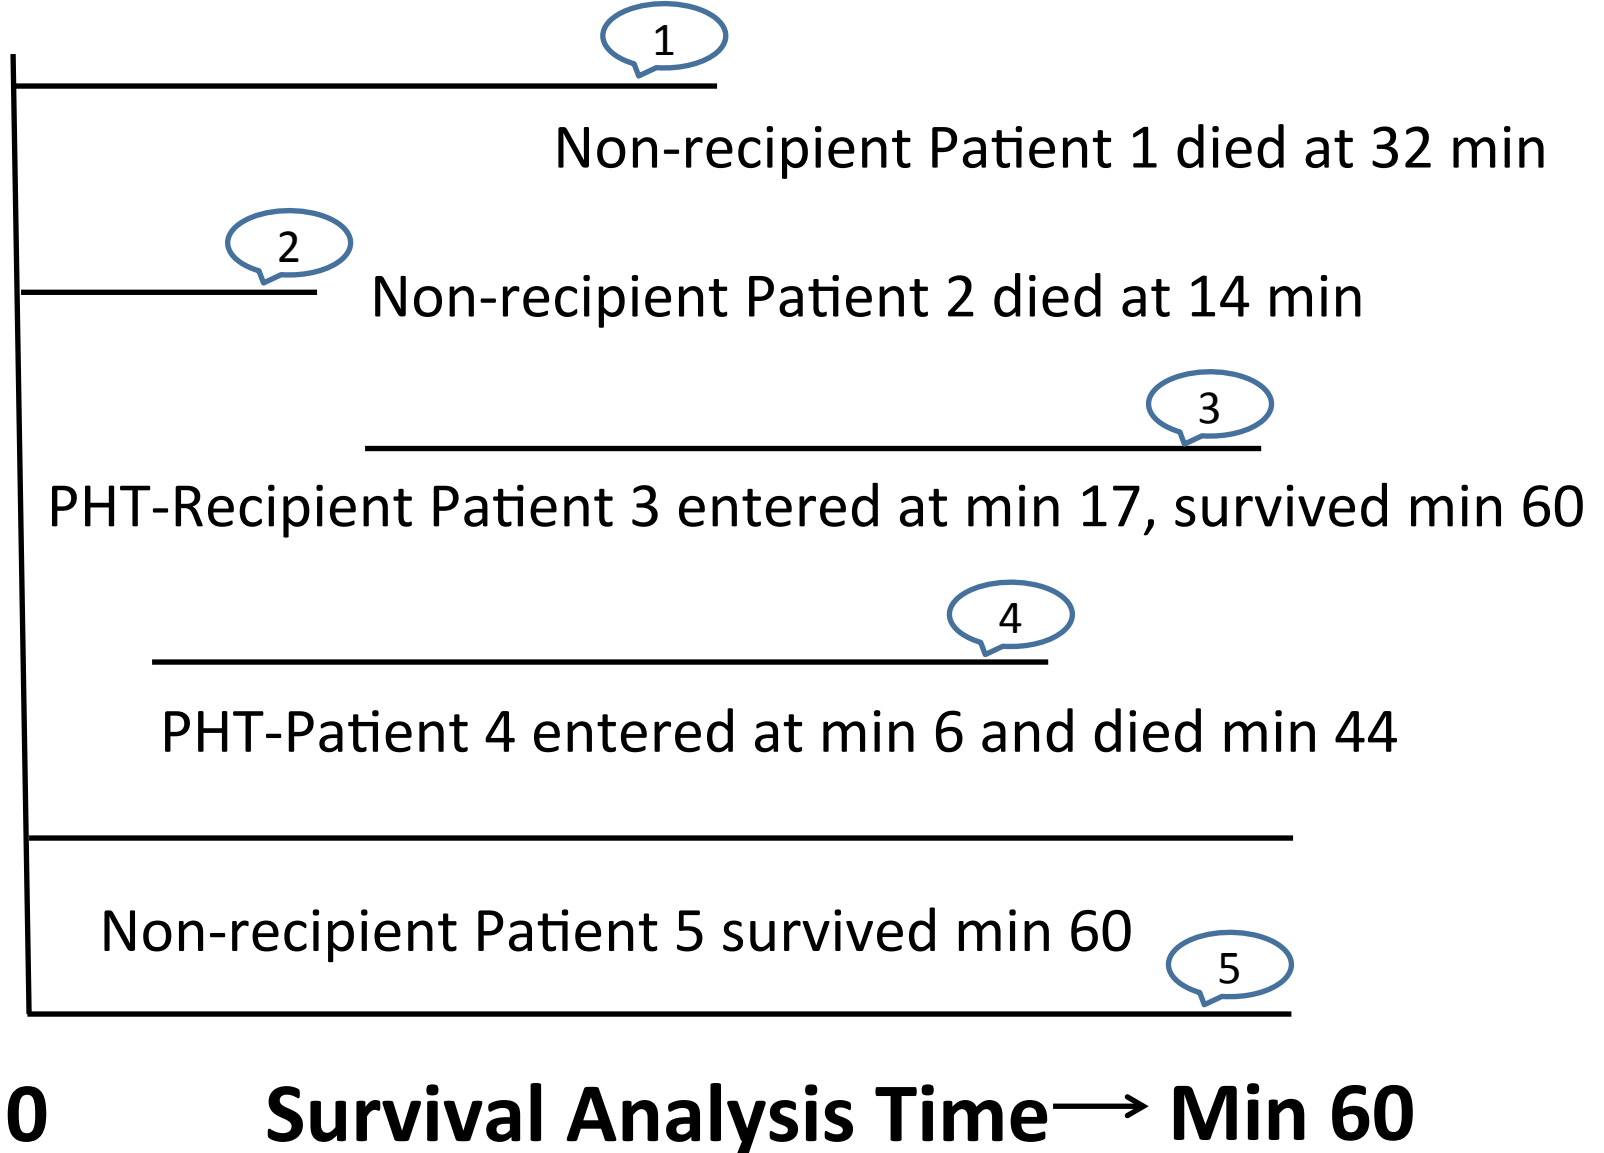 1
Non-recipient Patient 1 died at 32 min
2
Non-recipient Patient 2 died at 14 min
3
PHT-Recipient Patient 3 entered at min 17, survived min 60
4
PHT-Patient 4 entered at min 6 and died min 44
Non-recipient Patient 5 survived min 60
5
0 Survival Analysis Time → Min 60